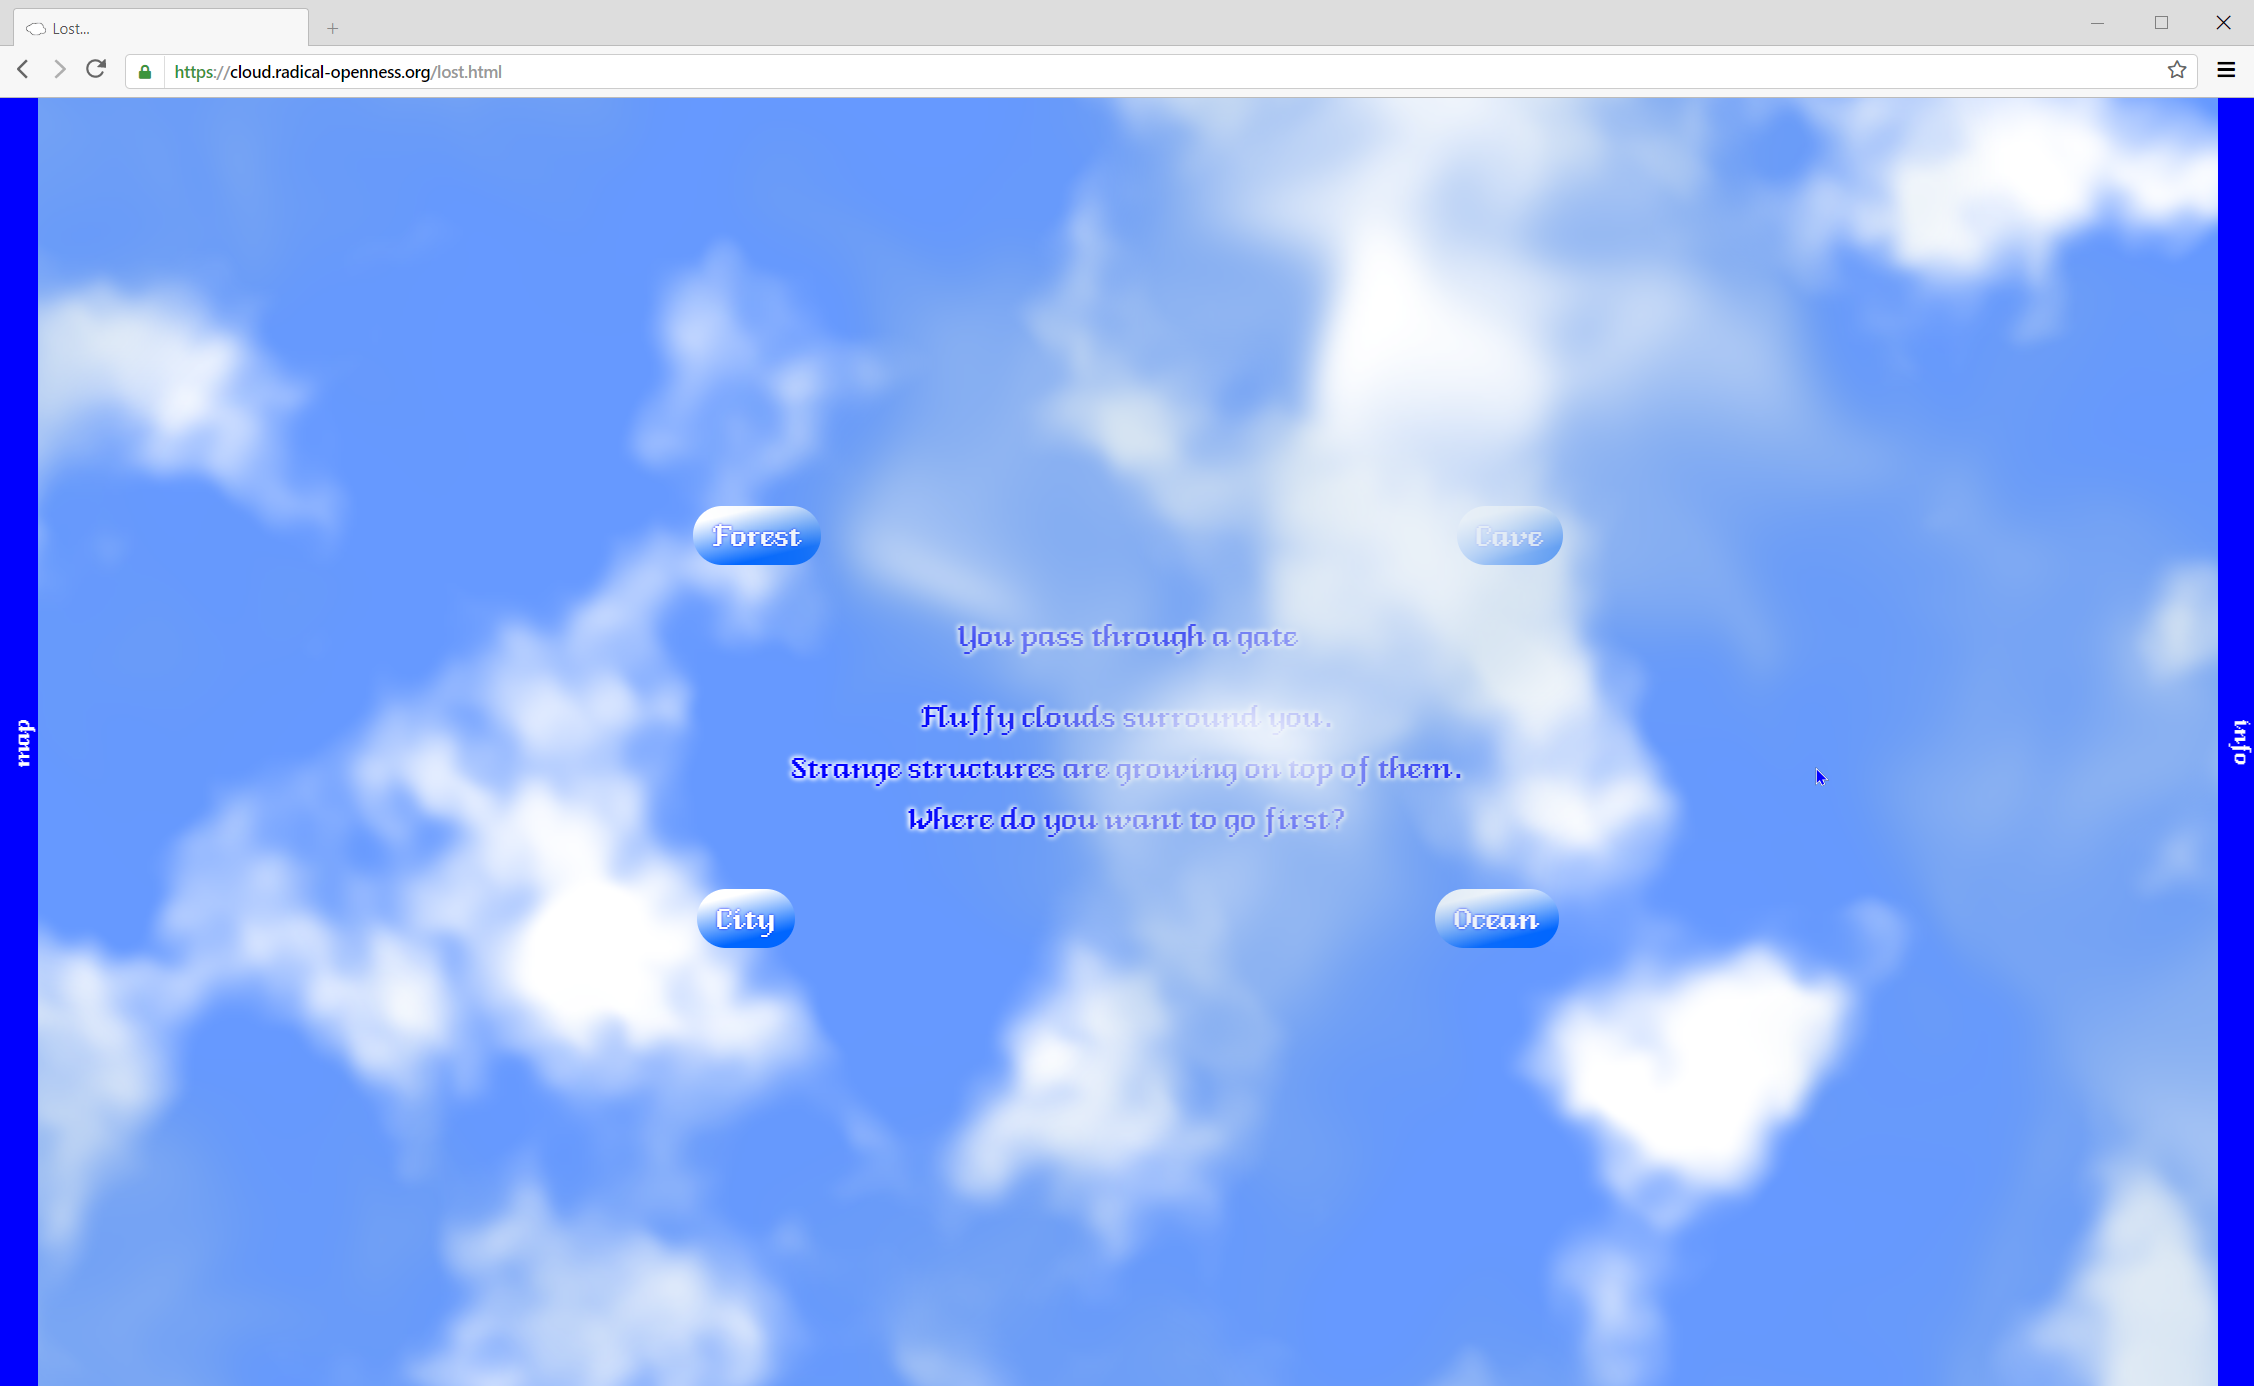 Lost...
https://cloud.radical-openness.org/lost.html
Forest
Cave
You pass through a gate
Fluffy clouds surround you.
Strange structures are growing on top of them.
Where do you want to go first?
map
info
City
Ocean